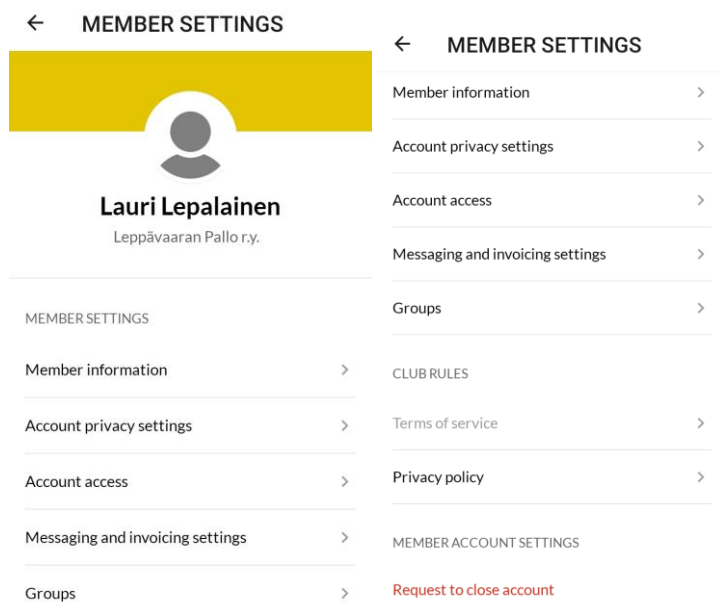 MEMBER SETTINGS
Lauri Lepalainen
Leppävaaran Pallo r.y.
MEMBER SETTINGS
Member information
Account privacy settings
Account access
Messaging and invoicing settings
Groups
MEMBER SETTINGS
Member information
Account privacy settings
Account access
Messaging and invoicing settings
Groups
CLUB RULES
Terms of service
Privacy policy
MEMBER ACCOUNT SETTINGS
Request to close account